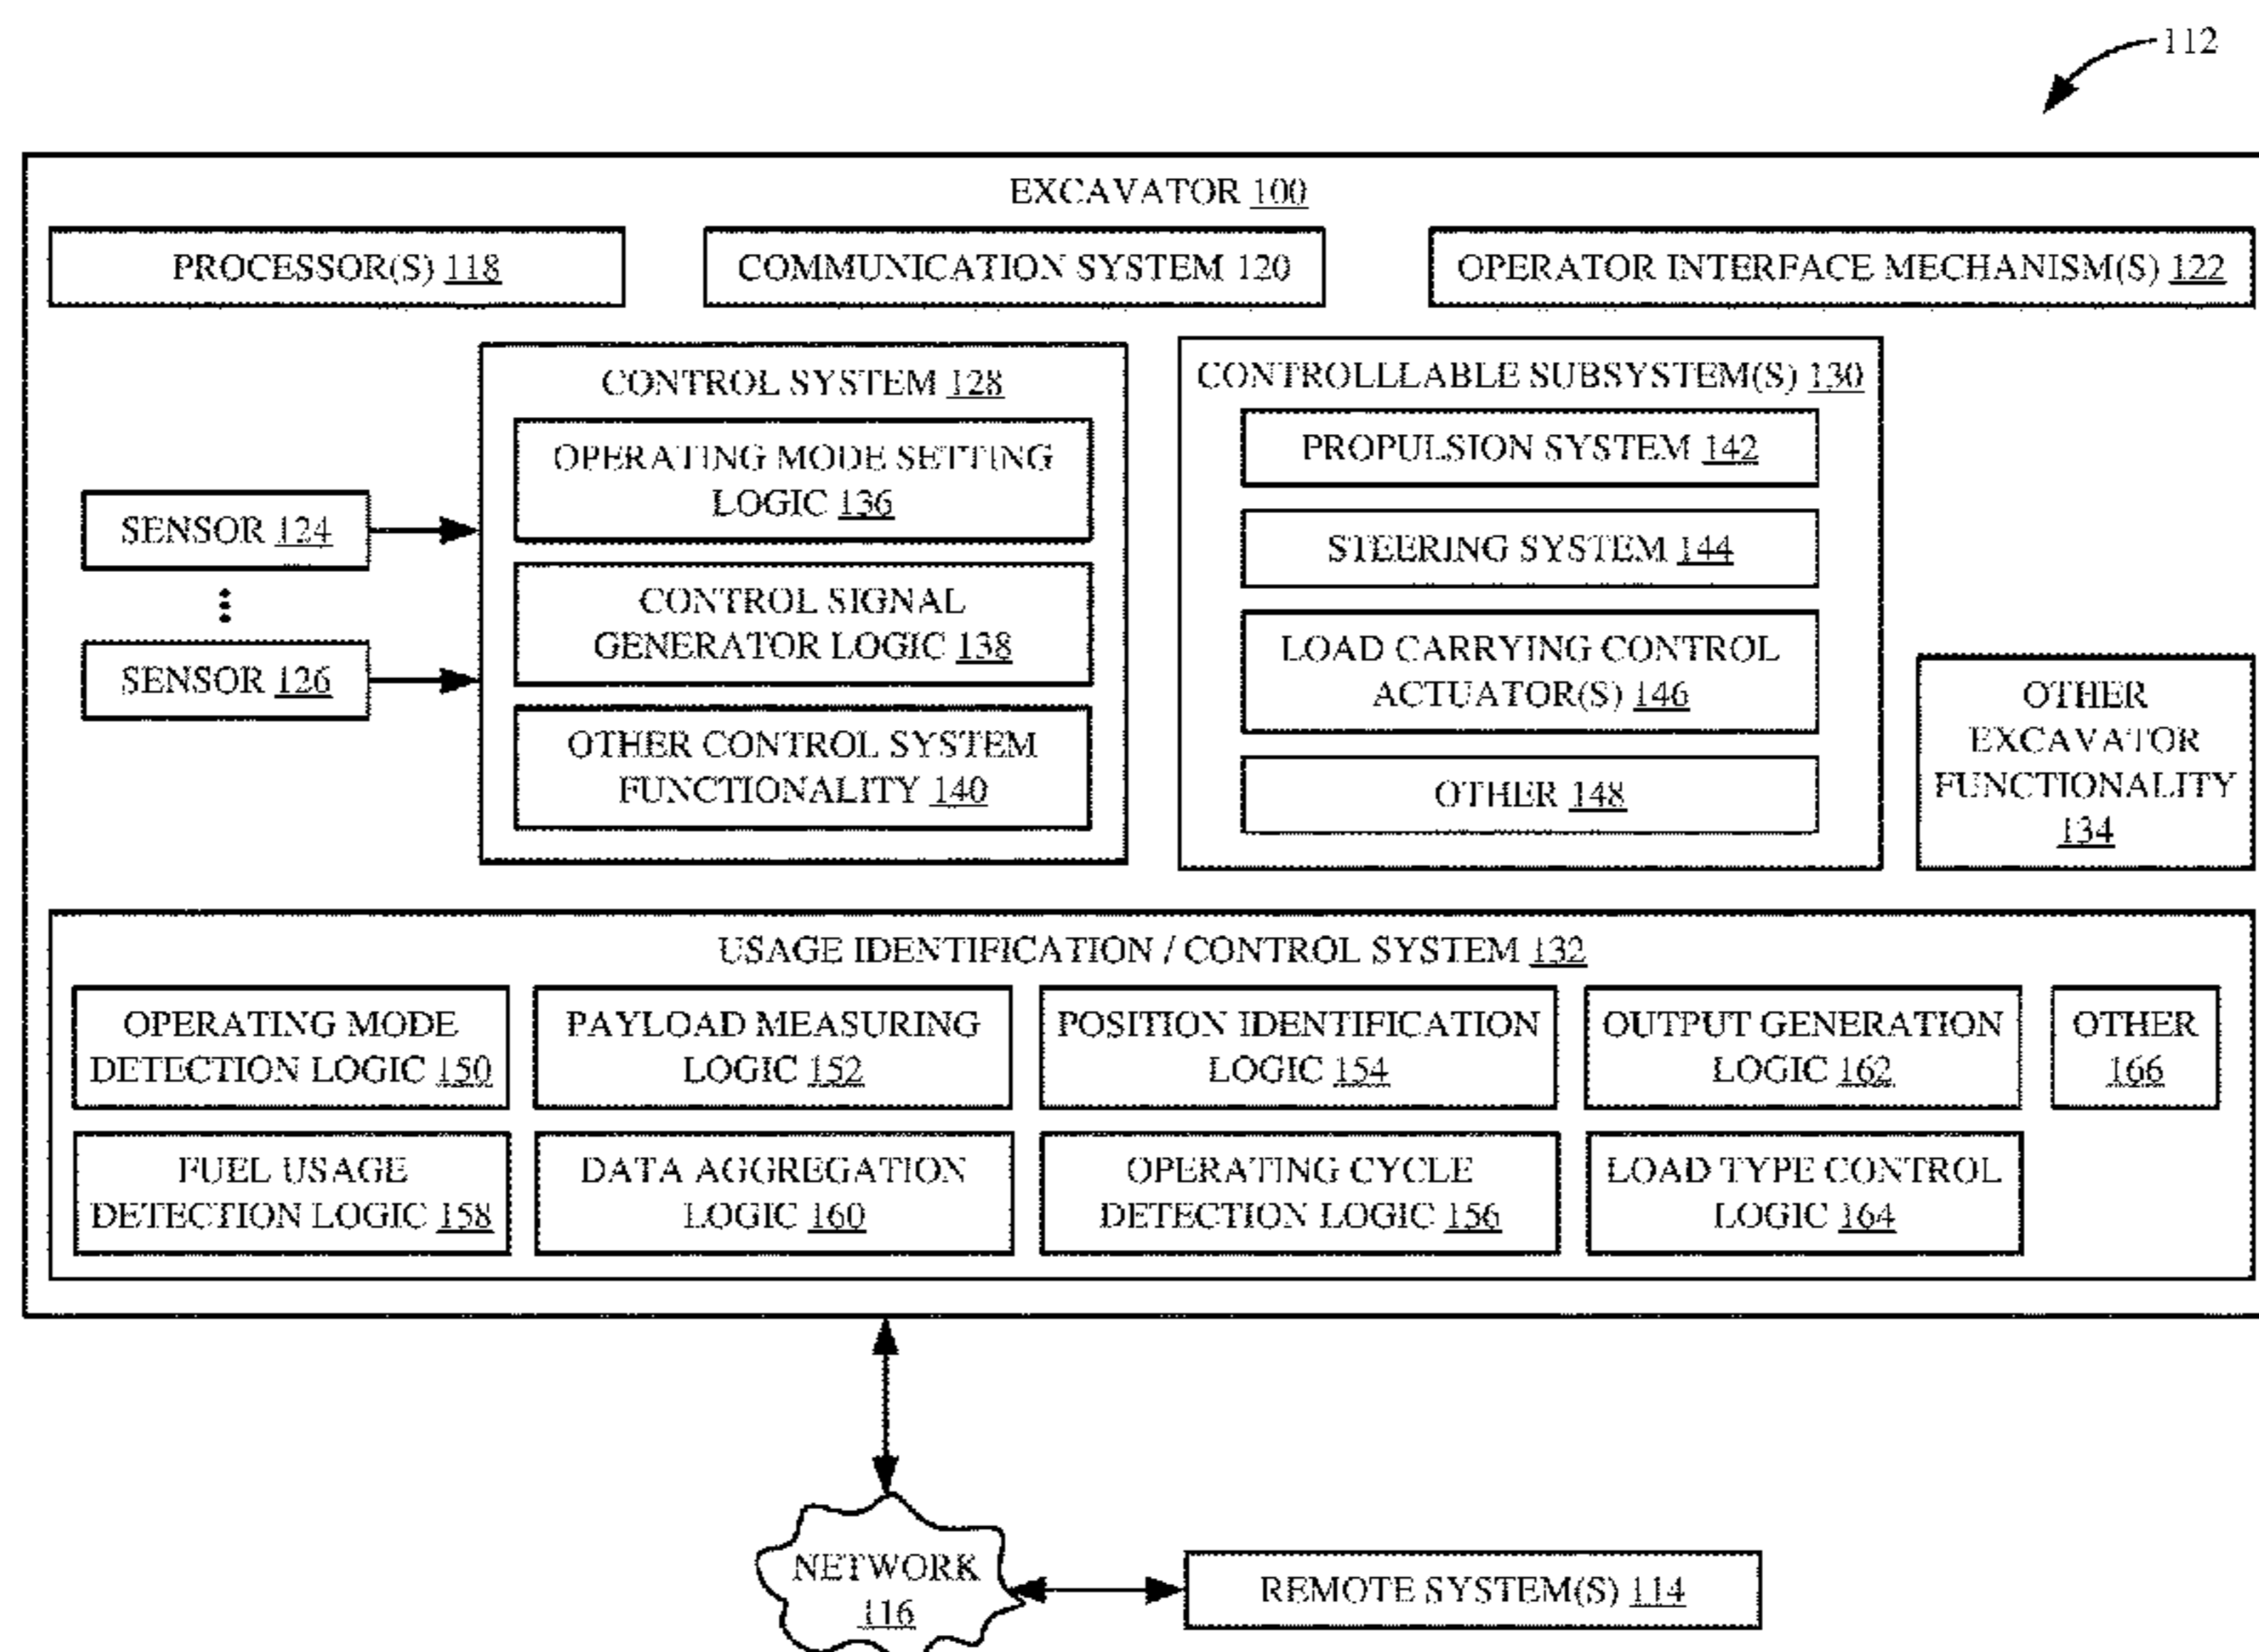 112
EXCAVATOR 100
PROCESSOR(S) 118
COMMUNICATION SYSTEM 120
OPERATOR INTERFACE MECHANISM(S) 122
CONTROL SYSTEM 128
OPERATING MODE SETTING
LOGIC 136
CONTROL SIGNAL
GENERATOR LOGIC 138
OTHER CONTROL SYSTEM
FUNCTIONALITY 140
SENSOR 124
SENSOR 126
CONTROLLLABLE SUBSYSTEM(S) 130
PROPULSION SYSTEM 142
STEERING SYSTEM 144
LOAD CARRYING CONTROL
ACTUATOR(S) 146
OTHER 148
OTHER
EXCAVATOR
FUNCTIONALITY
134
USAGE IDENTIFICATION / CONTROL SYSTEM 132
OPERATING MODE
DETECTION LOGIC 150
PAYLOAD MEASURING
LOGIC 152
POSITION IDENTIFICATION
LOGIC 154
OUTPUT GENERATION
LOGIC 162
OTHER
166
FUEL USAGE
DETECTION LOGIC 158
DATA AGGREGATION
LOGIC 160
OPERATING CYCLE
DETECTION LOGIC 156
LOAD TYPE CONTROL
LOGIC 164
NETWORK
116
REMOTE SYSTEM(S) 114